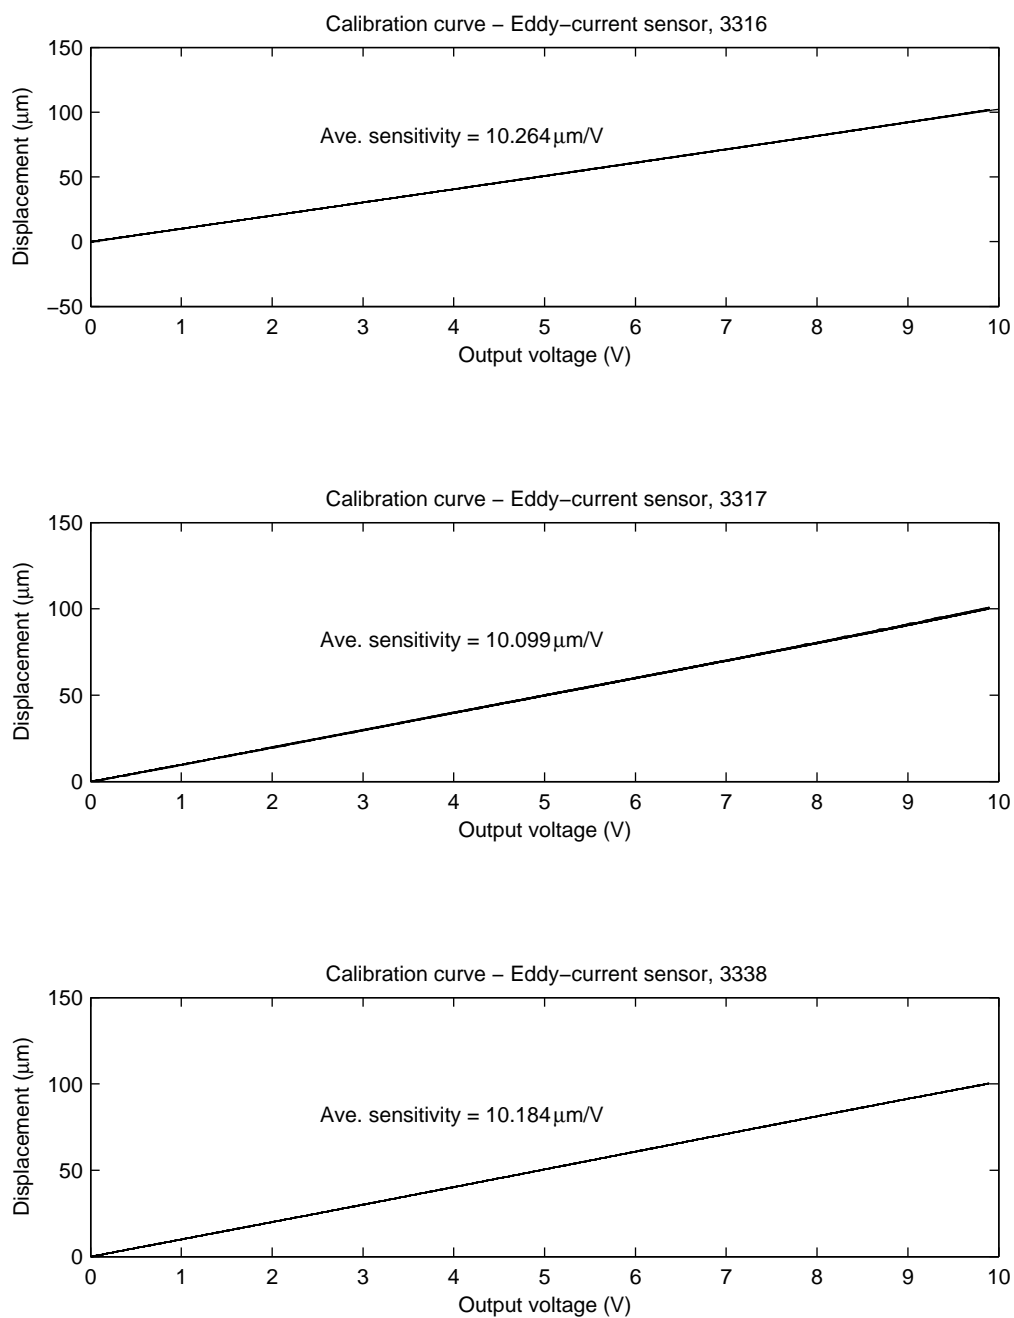 Calibration curve − Eddy−current sensor, 3316
150
100
50
0
−50
Displacement (μm)
Ave. sensitivity = 10.264μm/V
0 1 2 3 4 5 6 7 8 9 10
Output voltage (V)
Calibration curve − Eddy−current sensor, 3317
150
100
50
0
Displacement (μm)
Ave. sensitivity = 10.099μm/V
0 1 2 3 4 5 6 7 8 9 10
Output voltage (V)
Calibration curve − Eddy−current sensor, 3338
150
100
50
0
Displacement (μm)
Ave. sensitivity = 10.184μm/V
0 1 2 3 4 5 6 7 8 9 10
Output voltage (V)